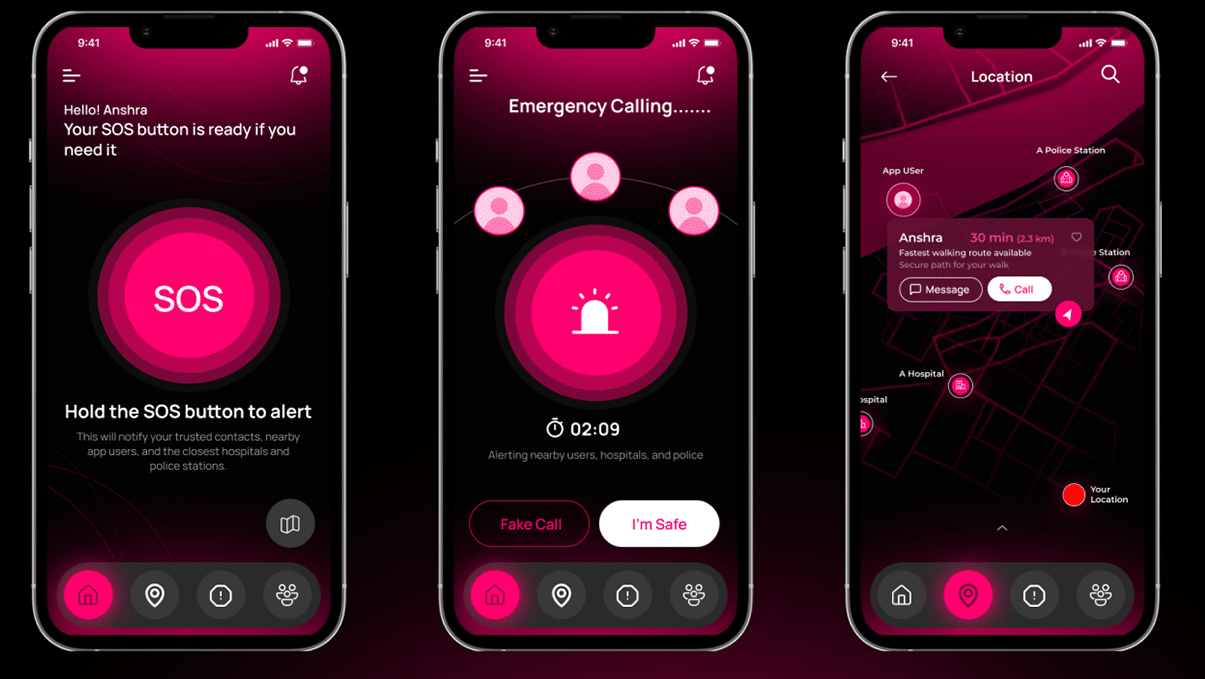 9:41
Hello! Anshra
Your SOS button is ready if you
need it
SOS
Hold the SOS button to alert
This will notify your trusted contacts, nearby
app users, and the closest hospitals and
police stations.
9:41
Emergency Calling.......
02:09
Alerting nearby users, hospitals, and police
Fake Call
I'm Safe
9:41
Location
A Police Station
App USer
Anshra
30 min (2.3 km)
Fastest walking route available
Station
Secure path for your walk
Message
Call
A Hospital
ospital
Your
Location